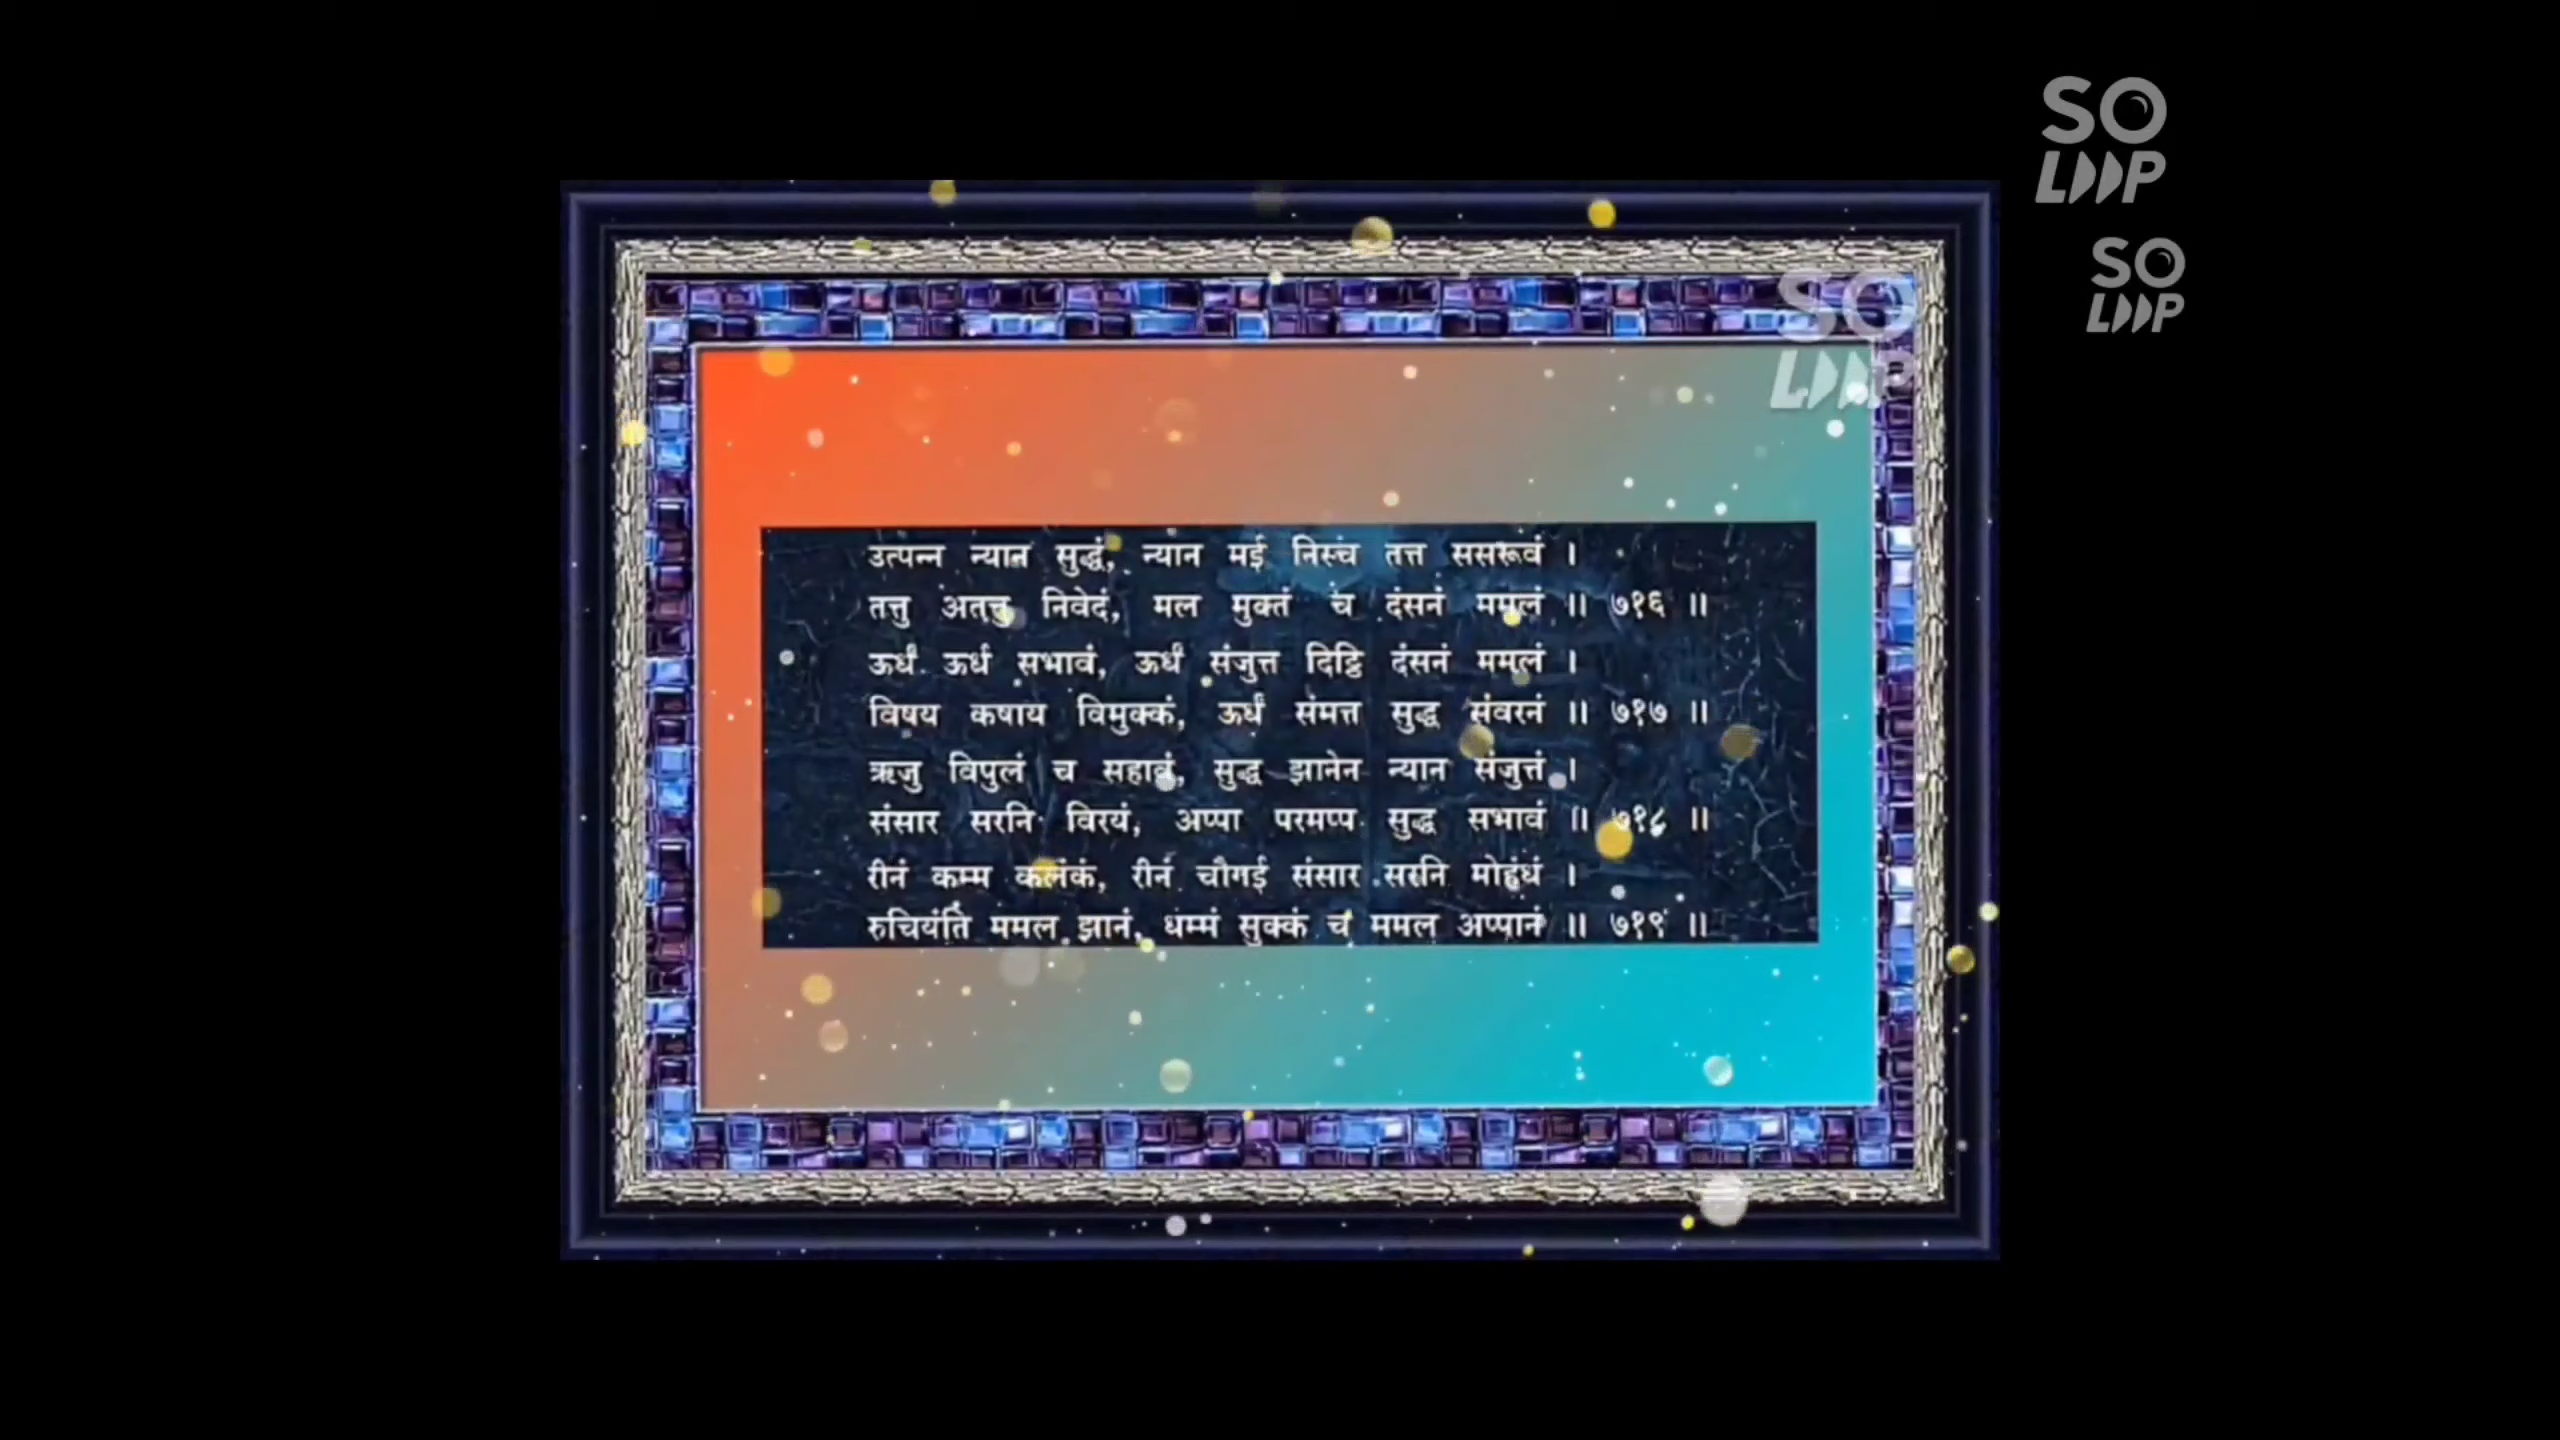 SO
LOOP
SO
LOOP
SO
LOOP
उत्पन्न न्यान सुद्धं, न्यान मई निस्च तत्त ससरूवं ।
तत्तु अतत्तु निवेदं, मल मुक्तं च दंसनं ममलं ॥ ७१६ ॥
ऊर्धं ऊर्ध सभावं, ऊर्धं संजुत्त दिट्ठि दंसनं ममलं ।
विषय कषाय विमुक्कं, ऊर्धं संमत्त सुद्ध संवरनं ॥ ७१७ ॥
ऋजु विपुलं च सहावं, सुद्ध झानेन न्यान संजुत्तं ।
संसार सरनि विरयं, अप्पा परमप्प सुद्ध सभावं ॥ ७१८ ॥
रीनं कम्म कलंकं, रीनं चौगई संसार सरनि मोहंधं ।
रुचियंति ममल झानं, धम्मं सुक्कं च ममल अप्पानं ॥ ७१९ ॥